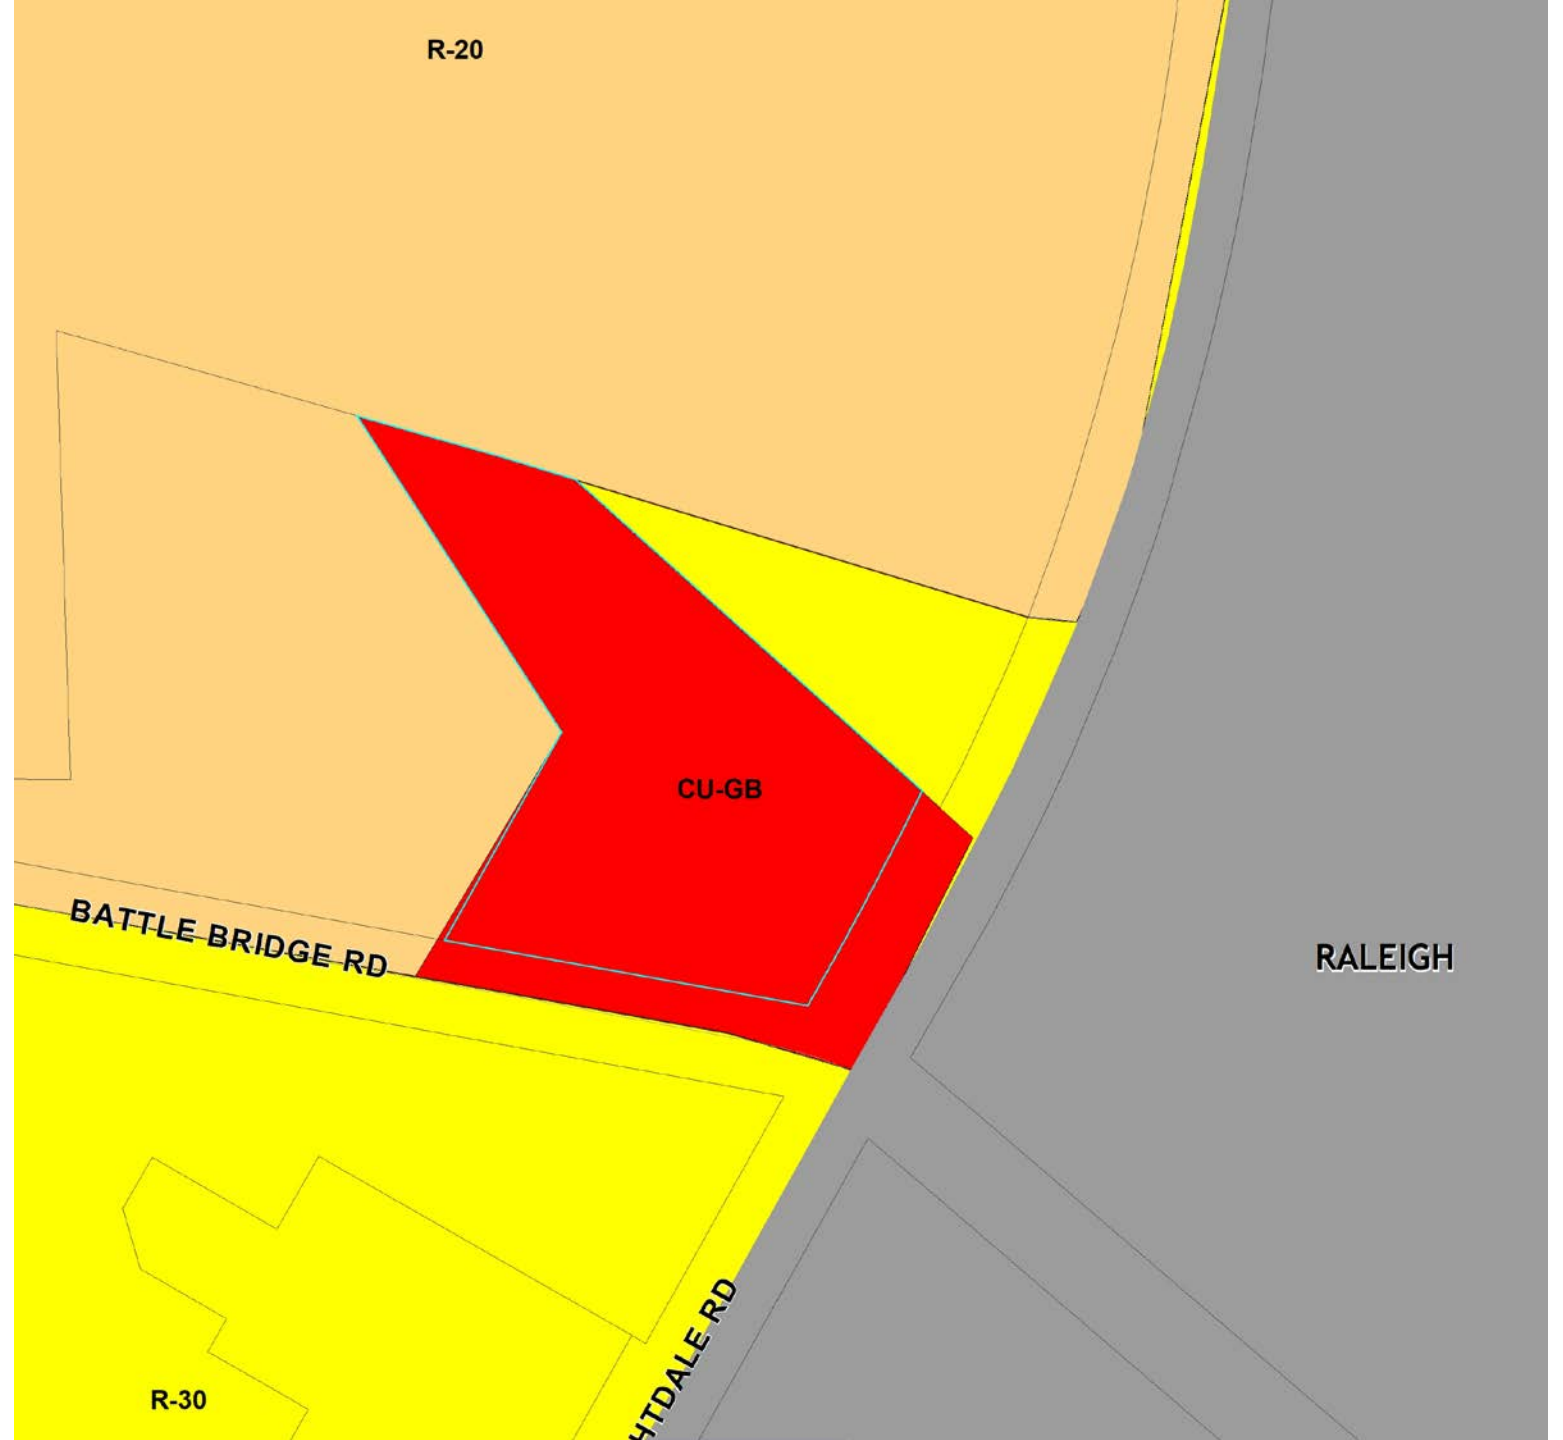 R-20
CU-GB
BATTLE BRIDGE RD
RALEIGH
HTDALE RD
R-30